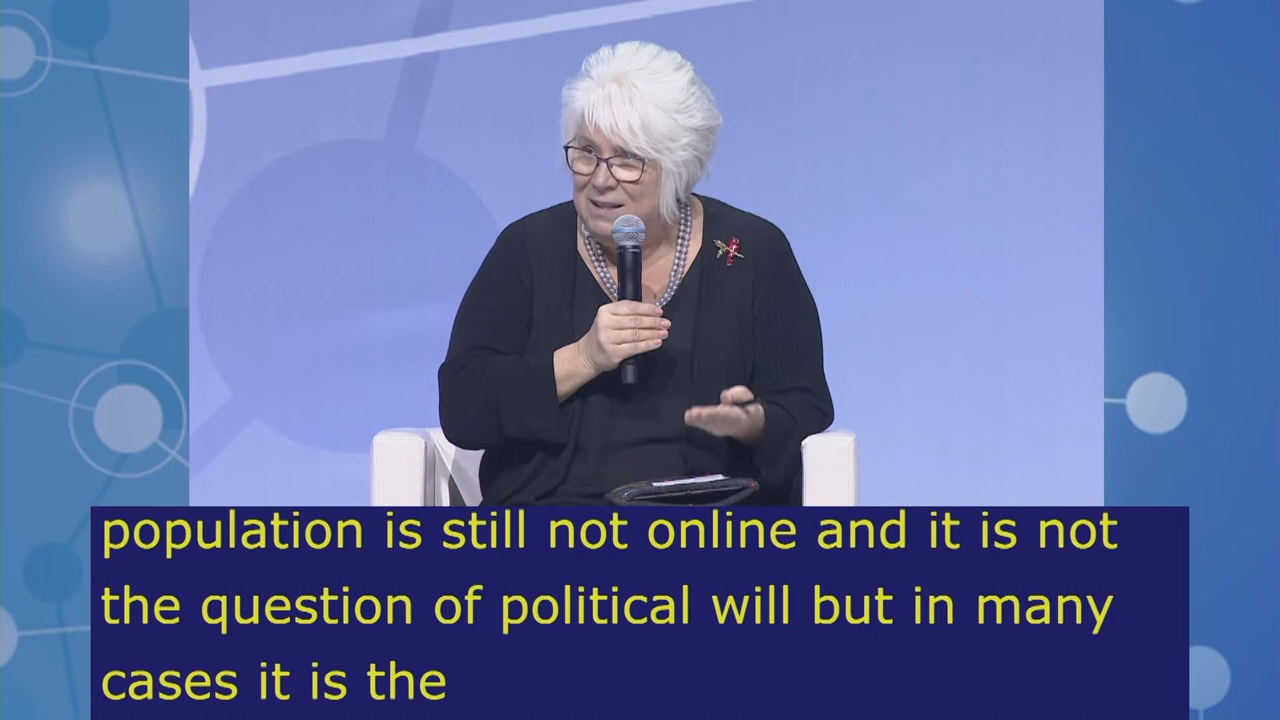 population is still not online and it is not
the question of political will but in many
cases it is the